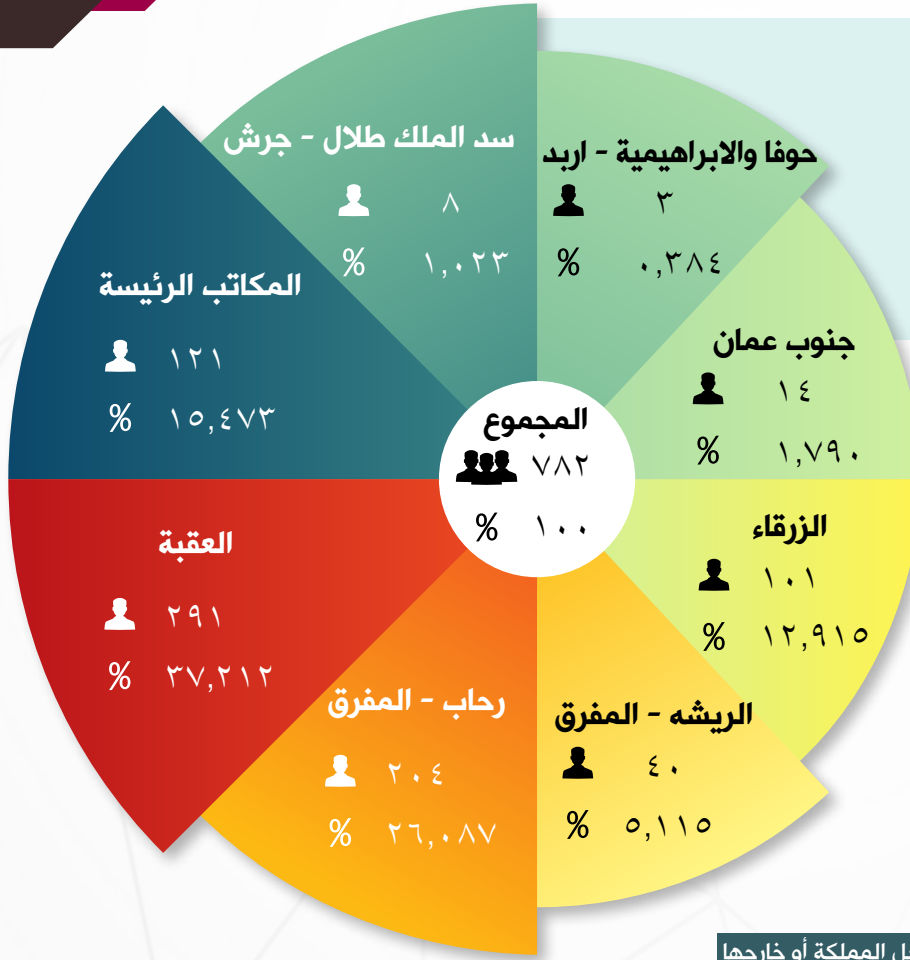 حوفا والابراهيمية - اربد
٣
% ٠,٣٨٤
جنوب عمان
١٤
% ١,٧٩٠
الزرقاء
١٠١
% ١٢,٩١٥
الريشه - المفرق
٤٠
% ٥,١١٥
رحاب - المفرق
٢٠٤
% ٢٦,٠٨٧
العقبة
٢٩١
% ٣٧,٢١٢
المكاتب الرئيسة
١٢١
% ١٥,٤٧٣
سد الملك طلال - جرش
٨
% ١,٠٢٣
المجموع
٧٨٢
% ١٠٠
المملكة أو خارجها